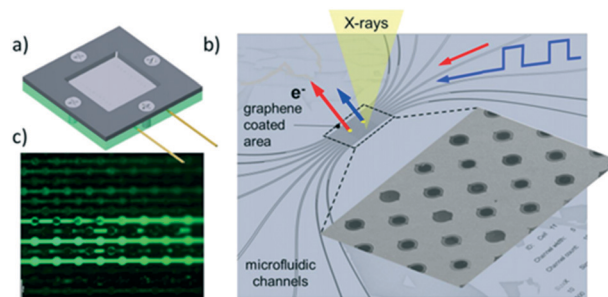 a)
b)
X-rays
e-
graphene
coated
area
c)
microfluidic
channels